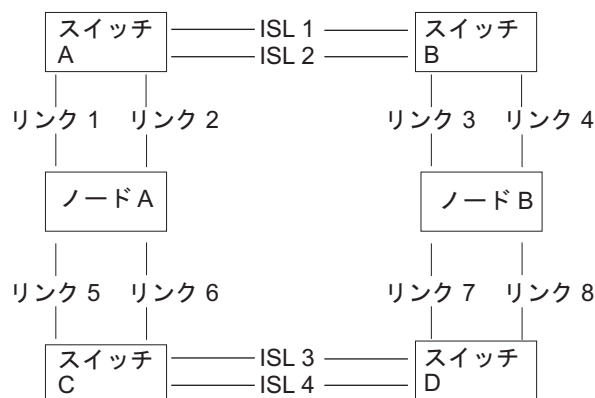 スイッチ
A
ISL 1
ISL 2
スイッチ
B
リンク 1
リンク 2
リンク 3
リンク 4
ノード A
ノード B
リンク 5
リンク 6
リンク 7
リンク 8
スイッチ
C
ISL 3
ISL 4
スイッチ
D